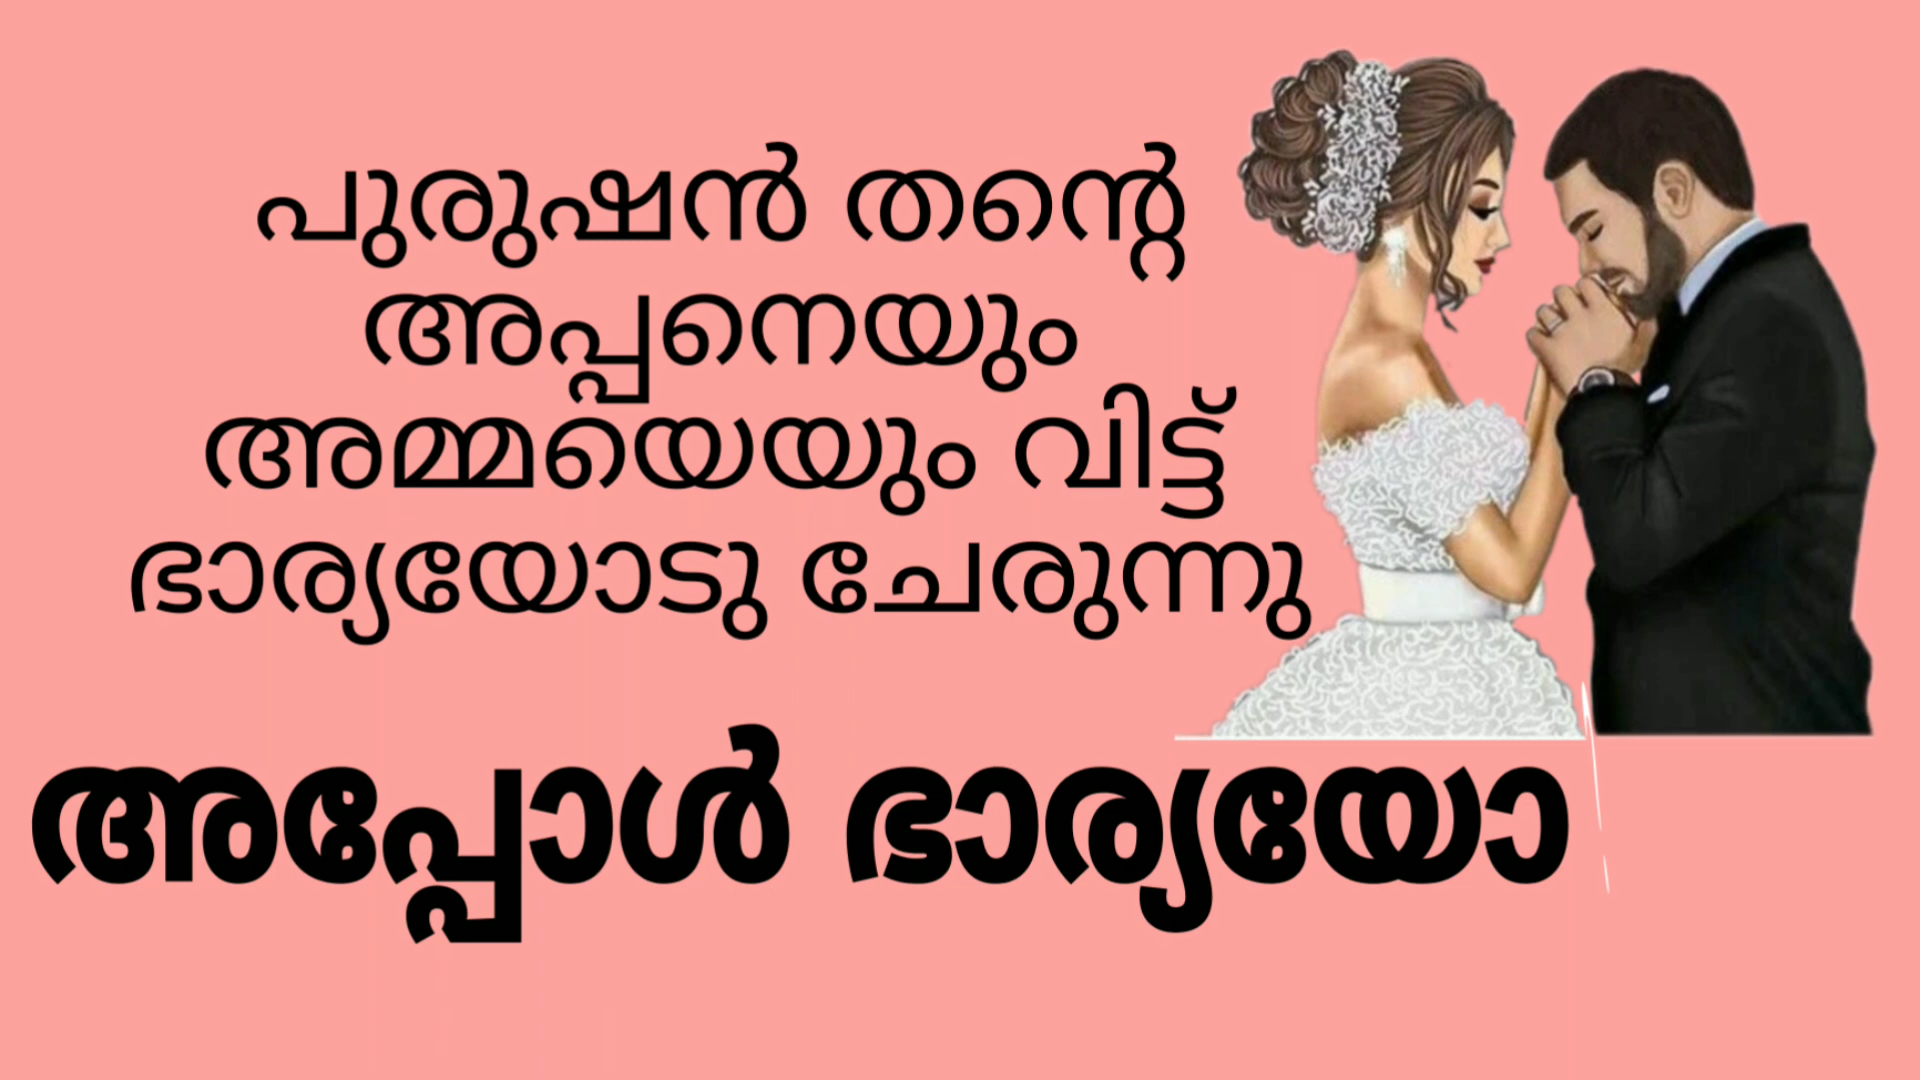 പുരുഷൻ തന്റെ
അപ്പനെയും
അമ്മയെയും വിട്ട്
ഭാര്യയോടു ചേരുന്നു
അപ്പോൾ ഭാര്യയോ